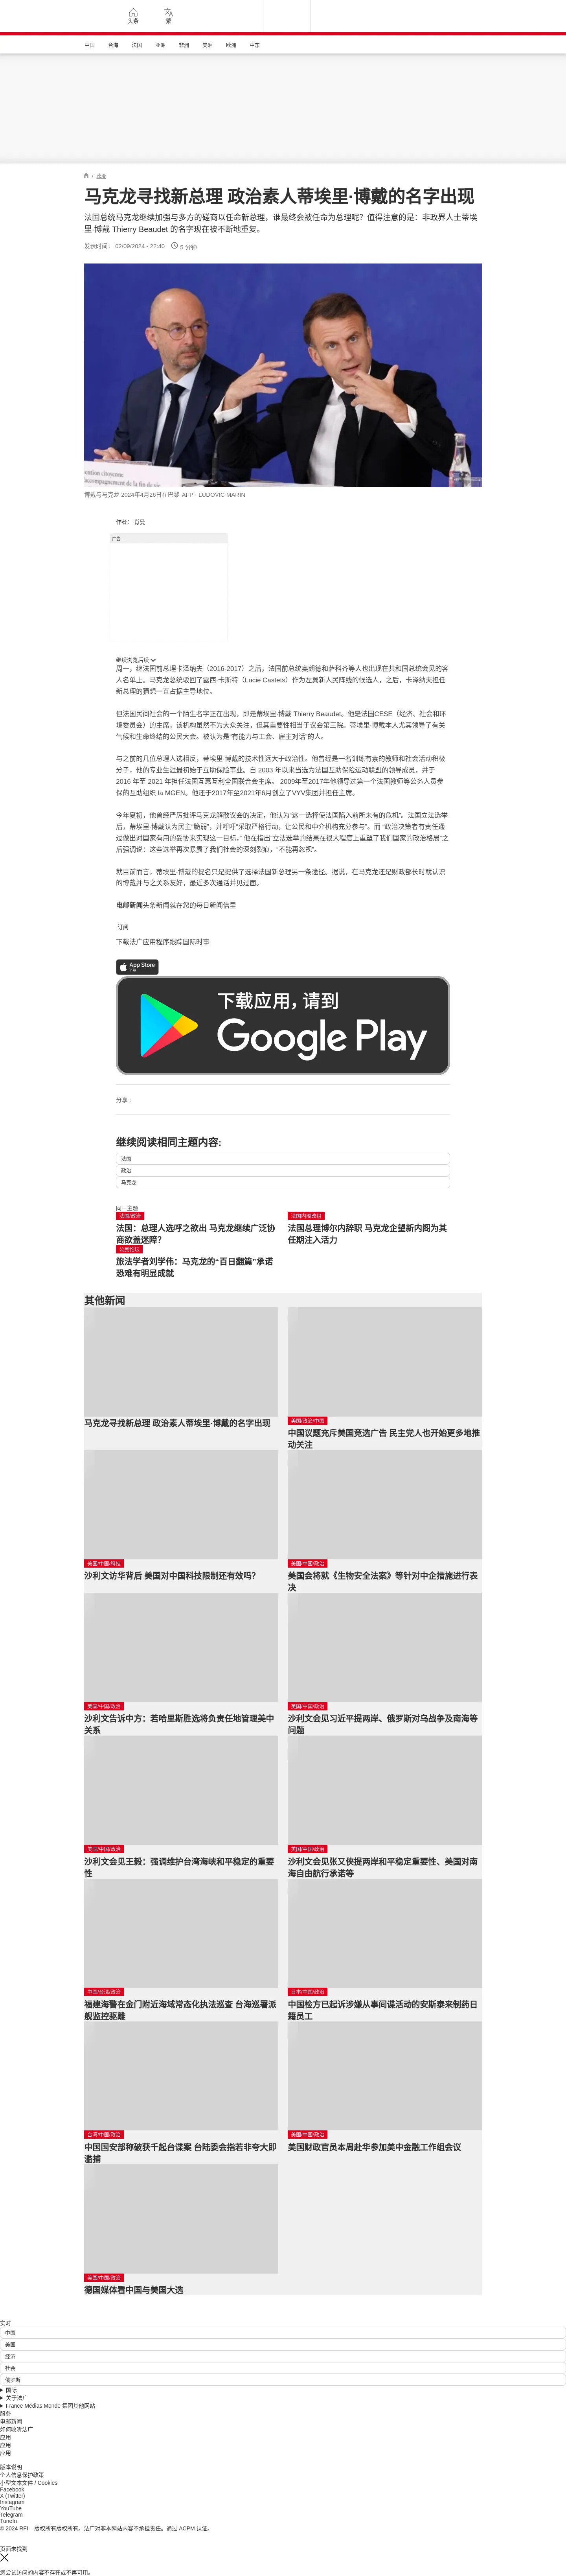 头条
繁
中国
台海
法国
亚洲
非洲
美洲
欧洲
中东
/ 政治
马克龙寻找新总理 政治素人蒂埃里·博戴的名字出现
法国总统马克龙继续加强与多方的磋商以任命新总理，谁最终会被任命为总理呢？值得注意的是：非政界人士蒂埃
里·博戴 Thierry Beaudet 的名字现在被不断地重复。
发表时间： 02/09/2024 - 22:40
5 分钟
vention citoyenne
accamagne de la fin de vie
博戴与马克龙 2024年4月26日在巴黎 AFP - LUDOVIC MARIN
作者： 肖曼
广告
继续浏览后续
周一，继法国前总理卡泽纳夫（2016-2017）之后，法国前总统奥朗德和萨科齐等人也出现在共和国总统会见的客
人名单上。马克龙总统驳回了露西·卡斯特（Lucie Castets）作为左翼新人民阵线的候选人，之后，卡泽纳夫担任
新总理的猜想一直占据主导地位。
但法国民间社会的一个陌生名字正在出现，即是蒂埃里·博戴 Thierry Beaudet。他是法国CESE（经济、社会和环
境委员会）的主席，该机构虽然不为大众关注，但其重要性相当于议会第三院。蒂埃里·博戴本人尤其领导了有关
气候和生命终结的公民大会。被认为是“有能力与工会、雇主对话”的人。
与之前的几位总理人选相反，蒂埃里·博戴的技术性远大于政治性。他曾经是一名训练有素的教师和社会活动积极
分子，他的专业生涯最初始于互助保险事业。自 2003 年以来当选为法国互助保险运动联盟的领导成员，并于
2016 年至 2021 年担任法国互惠互利全国联合会主席。 2009年至2017年他领导过第一个法国教师等公务人员参
保的互助组织 la MGEN。他还于2017年至2021年6月创立了VYV集团并担任主席。
今年夏初，他曾经严厉批评马克龙解散议会的决定，他认为“这一选择使法国陷入前所未有的危机”。法国立法选举
后，蒂埃里·博戴认为民主“脆弱”，并呼吁“采取严格行动，让公民和中介机构充分参与”。而 “政治决策者有责任通
过做出对国家有用的妥协来实现这一目标。” 他在指出“立法选举的结果在很大程度上重塑了我们国家的政治格局”之
后强调说：这些选举再次暴露了我们社会的深刻裂痕，“不能再忽视”。
就目前而言，蒂埃里·博戴的提名只是提供了选择法国新总理另一条途径。据说，在马克龙还是财政部长时就认识
的博戴并与之关系友好，最近多次通话并见过面。
电邮新闻头条新闻就在您的每日新闻信里
订阅
下载法广应用程序跟踪国际时事
App Store
下载
下载应用，请到
Google Play
分享 :
继续阅读相同主题内容:
法国
政治
马克龙
同一主题
法国/政治
法国：总理人选呼之欲出 马克龙继续广泛协
商欲盖迷障？
法国内阁改组
法国总理博尔内辞职 马克龙企望新内阁为其
任期注入活力
公民论坛
旅法学者刘学伟：马克龙的“百日翻篇”承诺
恐难有明显成就
其他新闻
马克龙寻找新总理 政治素人蒂埃里·博戴的名字出现
美国/政治/中国
中国议题充斥美国竞选广告 民主党人也开始更多地推
动关注
美国/中国/科技
沙利文访华背后 美国对中国科技限制还有效吗？
美国/中国/政治
美国会将就《生物安全法案》等针对中企措施进行表
决
美国/中国/政治
沙利文告诉中方：若哈里斯胜选将负责任地管理美中
关系
美国/中国/政治
沙利文会见习近平提两岸、俄罗斯对乌战争及南海等
问题
美国/中国/政治
沙利文会见王毅：强调维护台湾海峡和平稳定的重要
性
美国/中国/政治
沙利文会见张又侠提两岸和平稳定重要性、美国对南
海自由航行承诺等
中国/台湾/政治
福建海警在金门附近海域常态化执法巡查 台海巡署派
舰监控驱离
日本/中国/政治
中国检方已起诉涉嫌从事间谍活动的安斯泰来制药日
籍员工
台湾/中国/政治
中国国安部称破获千起台谍案 台陆委会指若非夸大即
滥捕
美国/中国/政治
美国财政官员本周赴华参加美中金融工作组会议
美国/中国/政治
德国媒体看中国与美国大选
实时
中国
美国
经济
社会
俄罗斯
国际
关于法广
France Médias Monde 集团其他网站
服务
电邮新闻
如何收听法广
应用
应用
应用
版本说明
个人信息保护政策
小型文本文件 / Cookies
Facebook
X (Twitter)
Instagram
YouTube
Telegram
TuneIn
© 2024 RFI – 版权所有版权所有。法广对非本网站内容不承担责任。通过 ACPM 认证。
页面未找到
您尝试访问的内容不存在或不再可用。